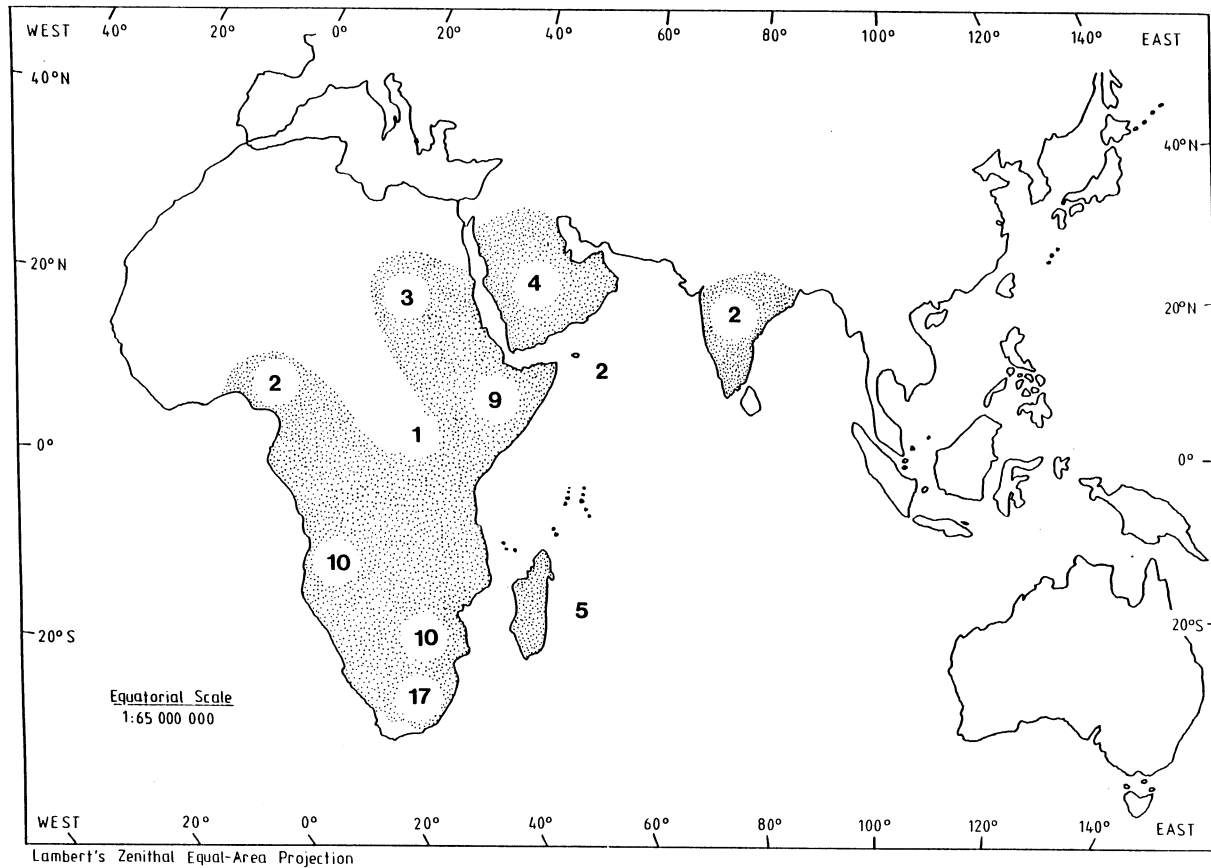 WEST 40° 20° 0° 20° 40° 60° 80° 100° 120° 140° EAST
40°N
40°N
20°N
20°N
0°
0°
20°S
20°S
3
4
2
2
2
9
1
10
5
10
17
Equatorial Scale
1:65 000 000
WEST 20° 0° 20° 40° 60° 80° 100° 120° 140° EAST
Lambert's Zenithal Equal-Area Projection